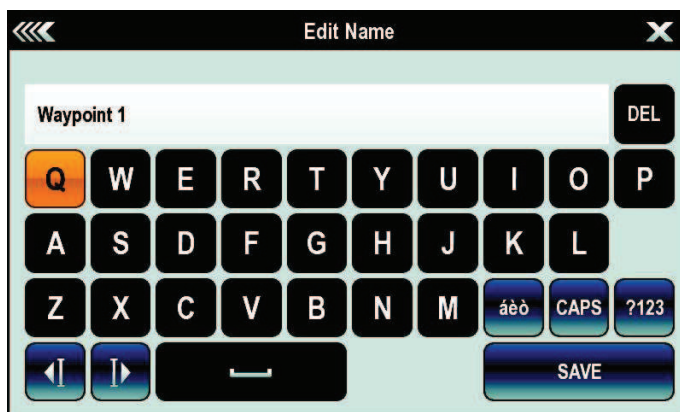 Edit Name
Waypoint 1 DEL
Q W E R T Y U I O P
A S D F G H J K L
Z X C V B N M áèò CAPS ?123
SAVE